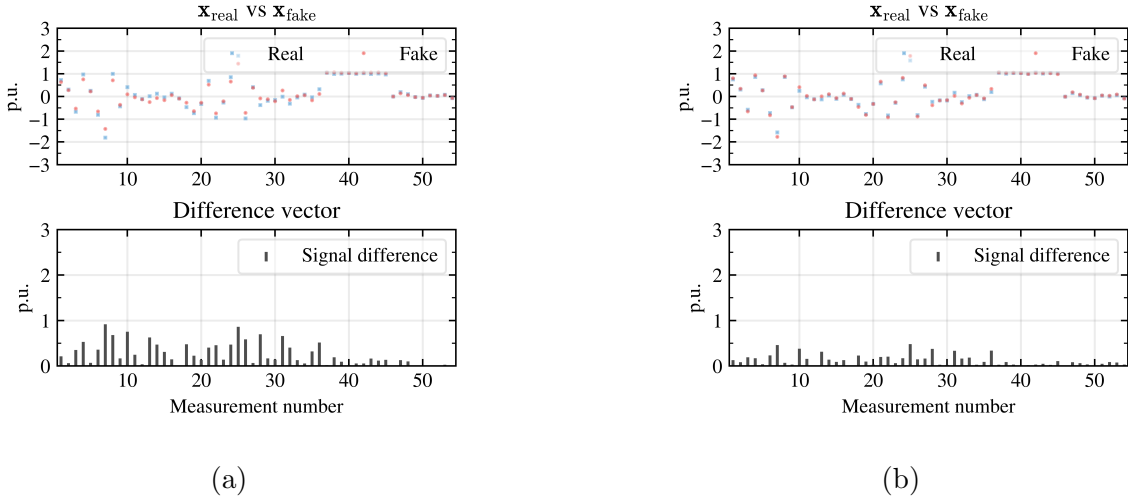 x_real vs x_fake
p.u.
3
2
1
0
−1
−2
−3
Real
Fake
10 20 30 40 50
Difference vector
p.u.
3
2
1
0
Signal difference
10 20 30 40 50
Measurement number
(a)
x_real vs x_fake
p.u.
3
2
1
0
−1
−2
−3
Real
Fake
10 20 30 40 50
Difference vector
p.u.
3
2
1
0
Signal difference
10 20 30 40 50
Measurement number
(b)